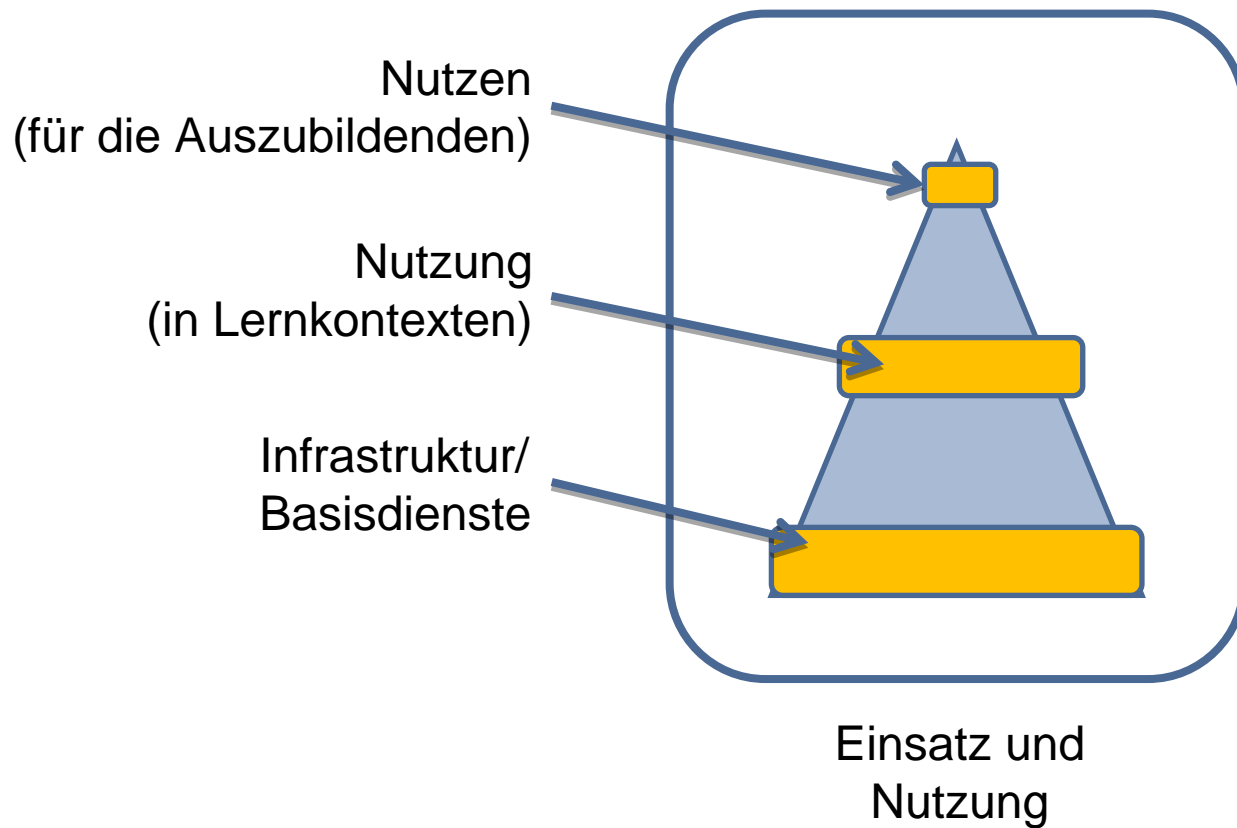 Nutzen
(für die Auszubildenden)
Nutzung
(in Lernkontexten)
Infrastruktur/
Basisdienste
Einsatz und
Nutzung